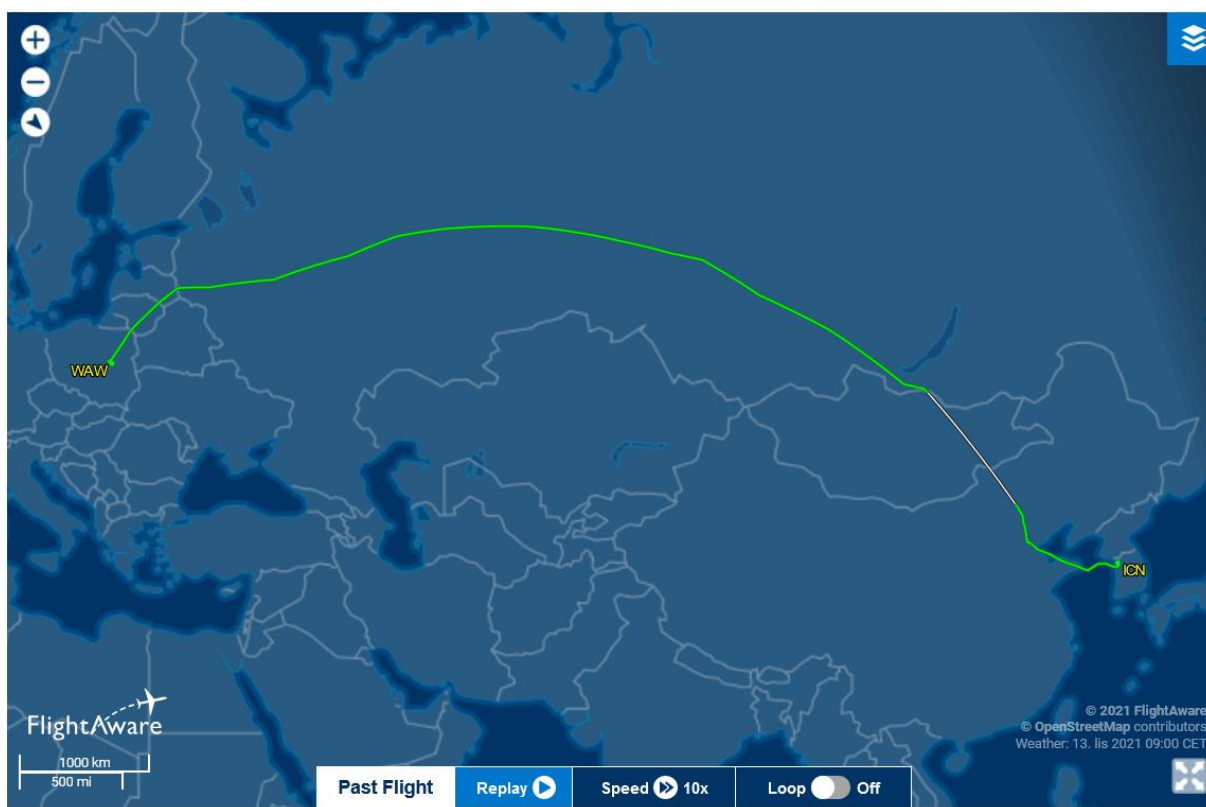 WAW
ICN
FlightAware
1000 km
500 mi
© 2021 FlightAware
© OpenStreetMap contributors
Weather: 13. lis 2021 09:00 CET
Past Flight Replay Speed 10x Loop Off